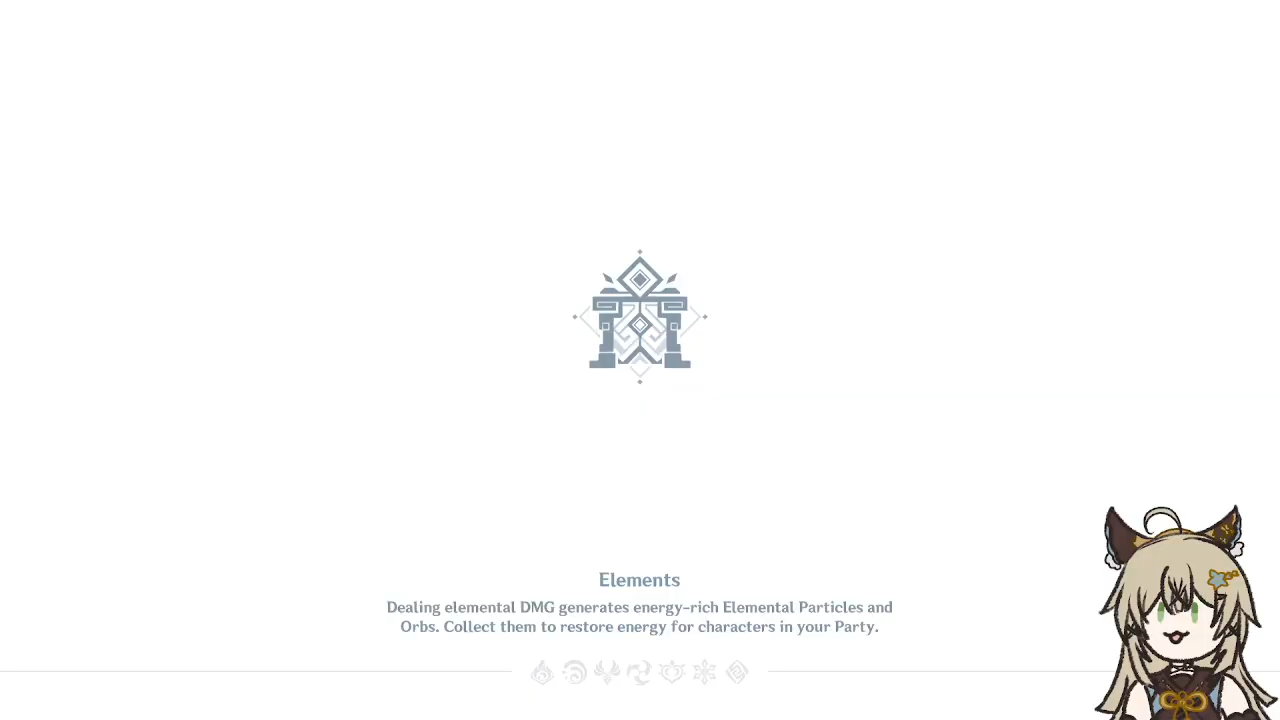 Elements
Dealing elemental DMG generates energy-rich Elemental Particles and
Orbs. Collect them to restore energy for characters in your Party.